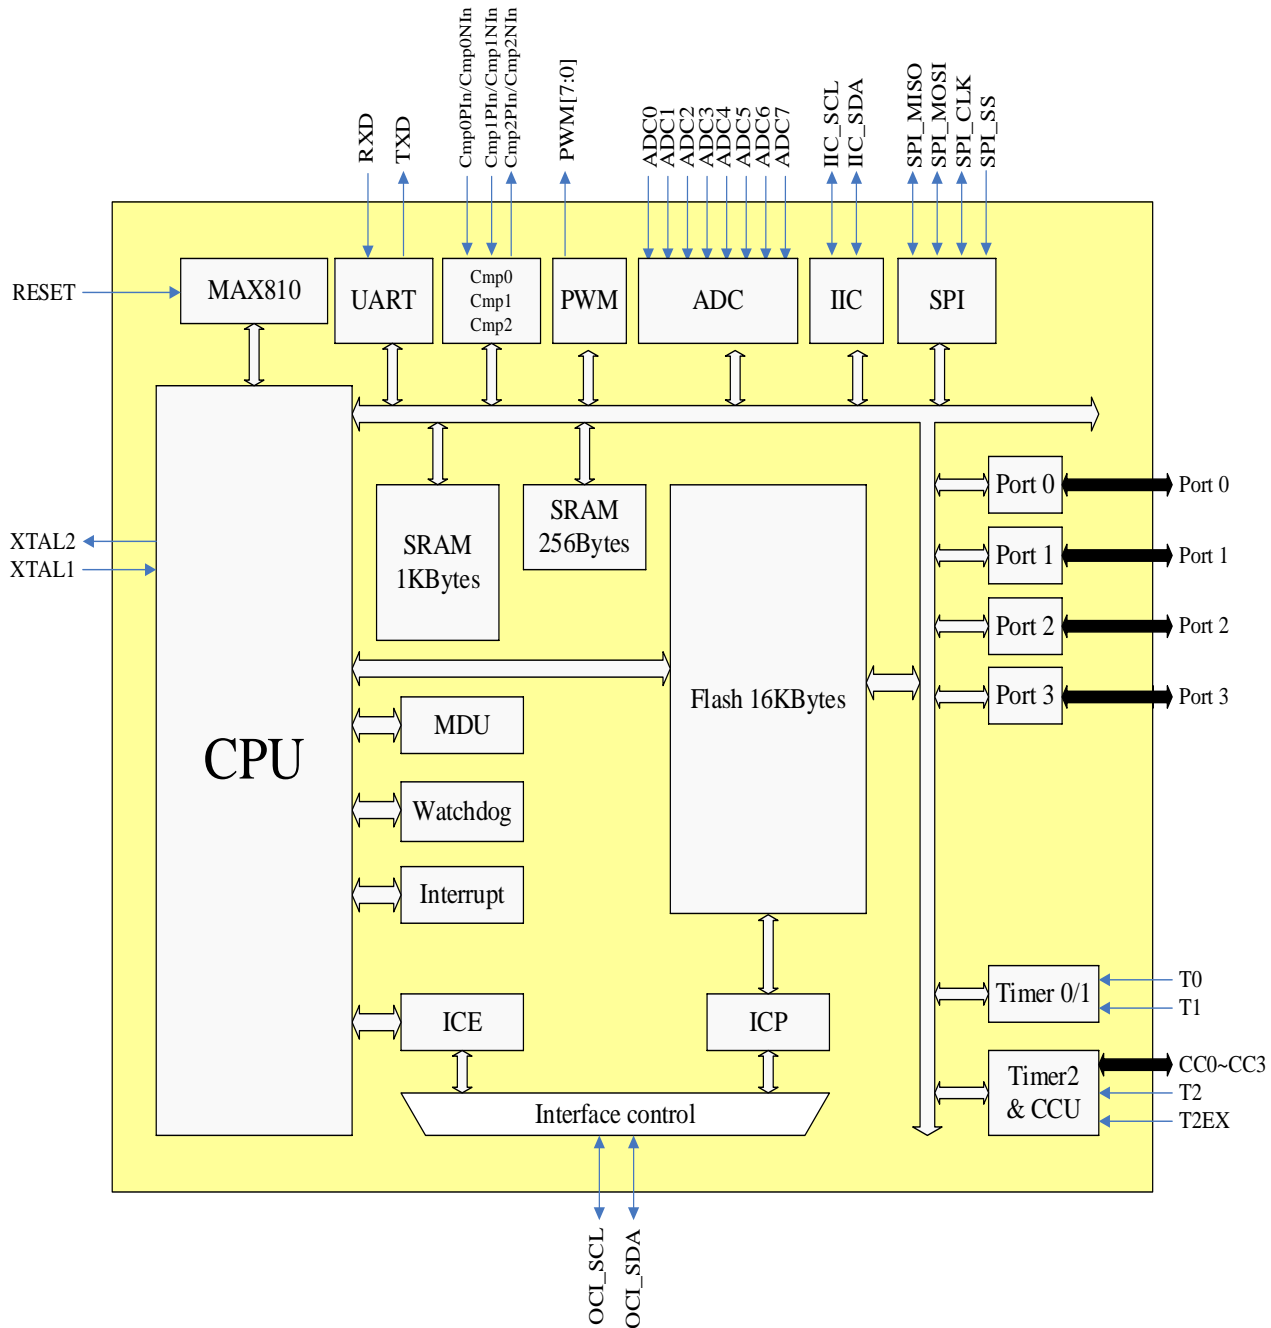 RXD
TXD
Cmp0PIn/Cmp0NIn
Cmp1PIn/Cmp1NIn
Cmp2PIn/Cmp2NIn
PWM[7:0]
ADC0
ADC1
ADC2
ADC3
ADC4
ADC5
ADC6
ADC7
IIC_SCL
IIC_SDA
SPI_MISO
SPI_MOSI
SPI_CLK
SPI_SS
RESET
MAX810
UART
Cmp0
Cmp1
Cmp2
PWM
ADC
IIC
SPI
XTAL2
XTAL1
CPU
SRAM
1KBytes
SRAM
256Bytes
Flash 16KBytes
Port 0
Port 0
Port 1
Port 1
Port 2
Port 2
Port 3
Port 3
MDU
Watchdog
Interrupt
ICE
ICP
Interface control
Timer 0/1
T0
T1
Timer2
& CCU
CC0~CC3
T2
T2EX
OCI_SCL
OCI_SDA